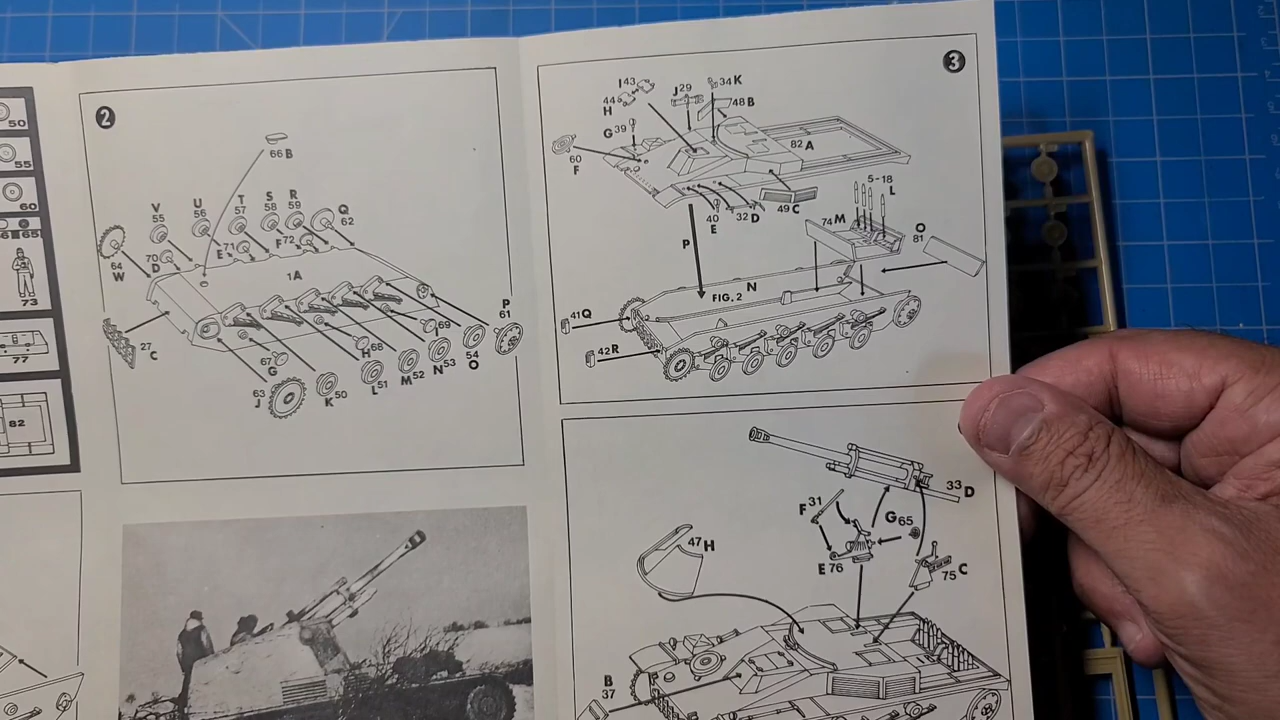 50
55
60
65
73
77
82
2
66 B
V
55
U
56
T
57
S
58
R
59
Q
62
71
E
F 72
70
D
64
W
1A
27
C
67
G
H 68
69
P
61
54
O
N 53
M 52
L 51
K 50
63
J
3
I 43
44
H
J 29
34 K
48 B
G 39
60
F
82 A
5-18
L
40
E
32 D
49 C
74 M
O
81
P
N
FIG. 2
41 Q
42 R
33 D
F 31
G 65
E 76
75 C
47 H
B
37